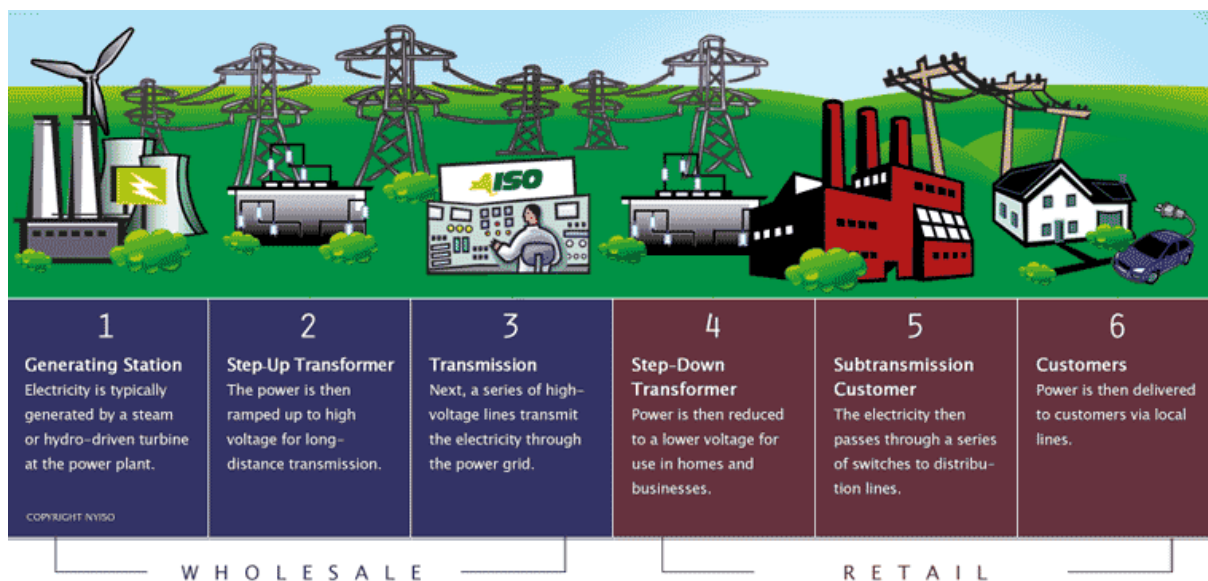 ISO
1
Generating Station
Electricity is typically
generated by a steam
or hydro-driven turbine
at the power plant.
COPYRIGHT NYISO
2
Step-Up Transformer
The power is then
ramped up to high
voltage for long-
distance transmission.
3
Transmission
Next, a series of high-
voltage lines transmit
the electricity through
the power grid.
4
Step-Down
Transformer
Power is then reduced
to a lower voltage for
use in homes and
businesses.
5
Subtransmission
Customer
The electricity then
passes through a series
of switches to distribu-
tion lines.
6
Customers
Power is then delivered
to customers via local
lines.
WHOLESALE
RETAIL